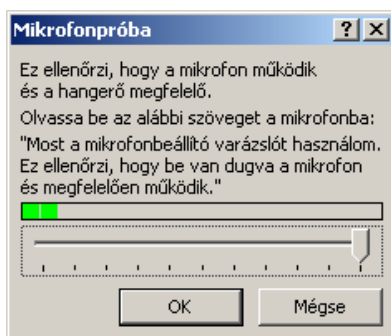 Mikrofonpróba
Ez ellenőrzi, hogy a mikrofon működik
és a hangerő megfelelő.
Olvassa be az alábbi szöveget a mikrofonba:
"Most a mikrofonbeállító varázslót használom.
Ez ellenőrzi, hogy be van dugva a mikrofon
és megfelelően működik."
OK Mégse